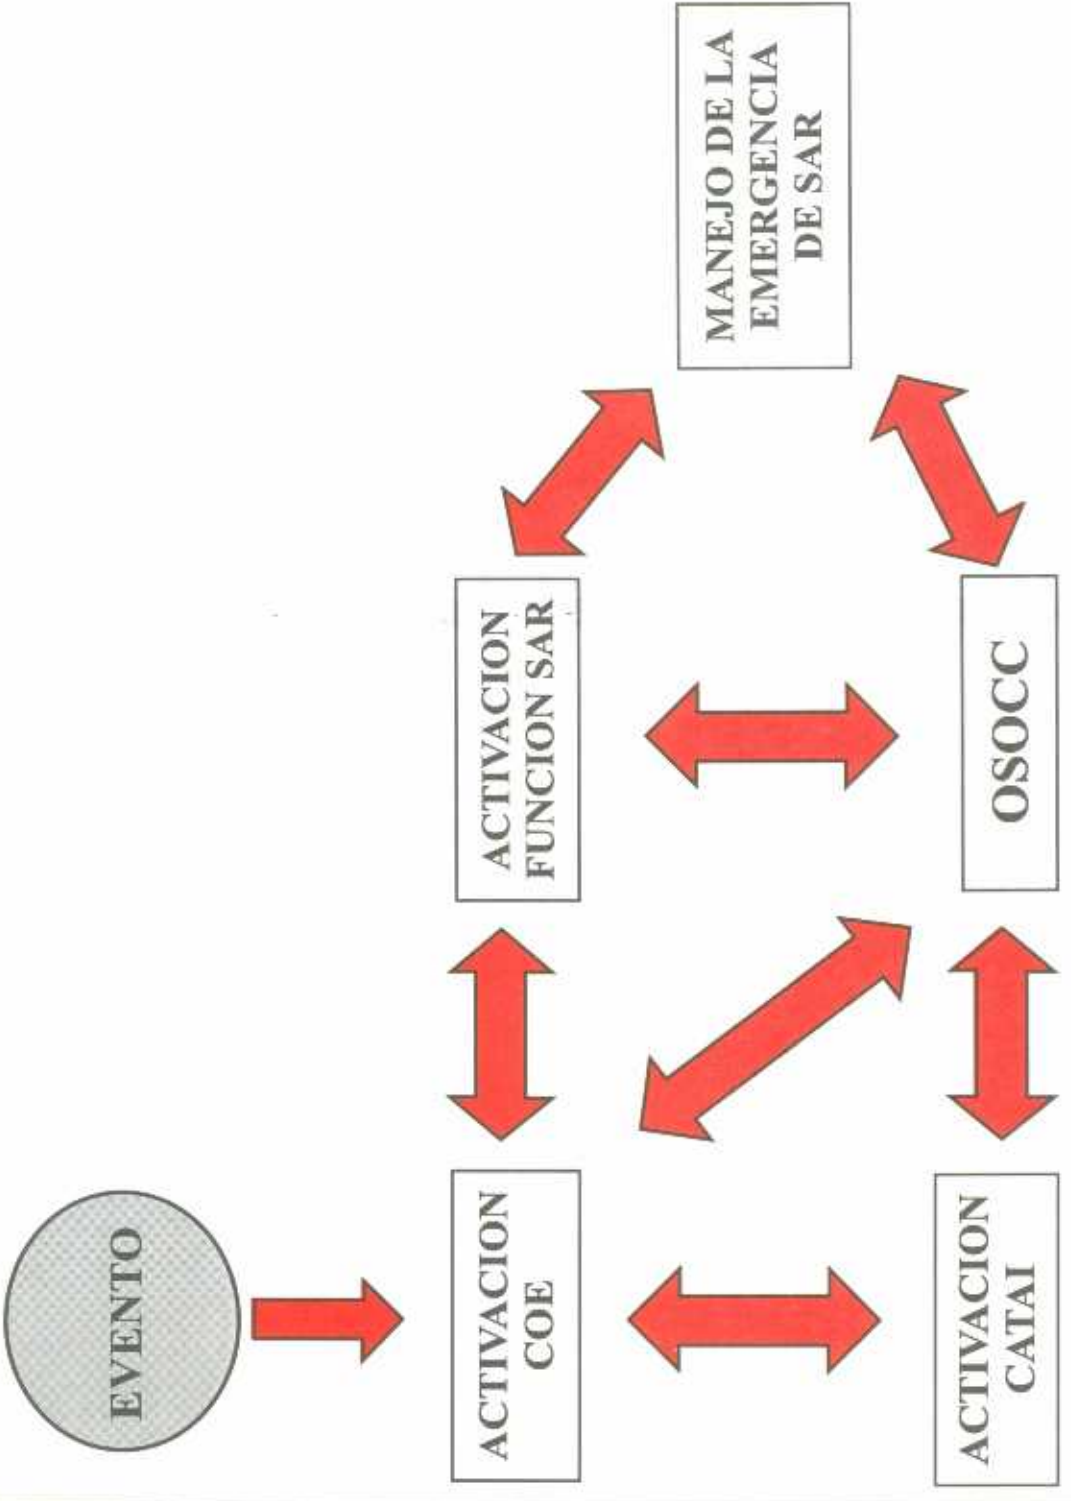 EVENTO
ACTIVACION
COE
ACTIVACION
FUNCION SAR
MANEJO DE LA
EMERGENCIA
DE SAR
ACTIVACION
CATAI
OSOCC